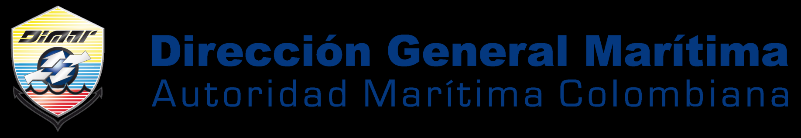 Dimar
Dirección General Marítima
Autoridad Marítima Colombiana